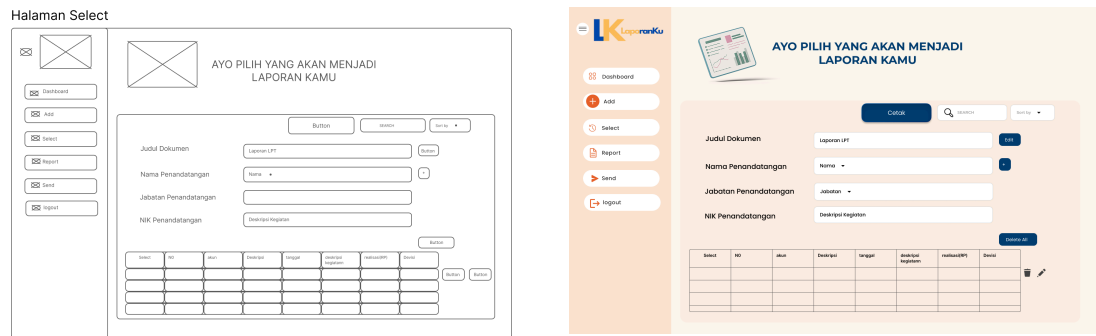 Halaman Select
AYO PILIH YANG AKAN MENJADI
LAPORAN KAMU
Dashboard
Add
Select
Report
Send
logout
Button
SEARCH
Sort by
Judul Dokumen
Laporan LPT
Button
Nama Penandatangan
Nama
+
Jabatan Penandatangan
NIK Penandatangan
Deskripsi Kegiatan
Button
Select NO akun Deskripsi tanggal deskripsi kegiatann realisasi(RP) Devisi
Button Button
LK LaporanKu
AYO PILIH YANG AKAN MENJADI
LAPORAN KAMU
Dashboard
Add
Select
Report
Send
logout
Cetak
SEARCH
Sort by
Judul Dokumen
Laporan LPT
Edit
Nama Penandatangan
Nama
+
Jabatan Penandatangan
Jabatan
NIK Penandatangan
Deskripsi Kegiatan
Delete All
Select NO akun Deskripsi tanggal deskripsi kegiatann realisasi(RP) Devisi